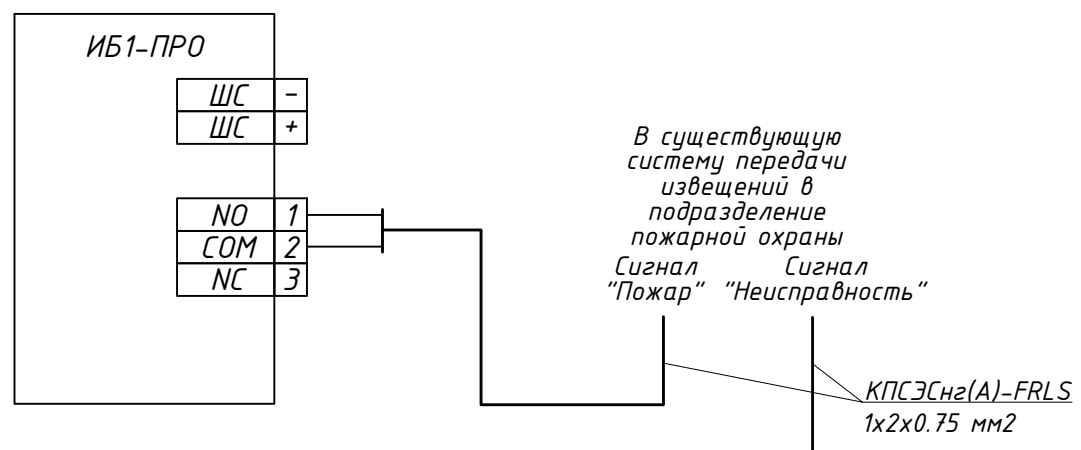 ИБ1-ПРО
ШС -
ШС +
NO 1
COM 2
NC 3
В существующую
систему передачи
извещений в
подразделение
пожарной охраны
Сигнал
"Пожар"
Сигнал
"Неисправность"
КПСЭСнг(А)-FRLS
1х2х0.75 мм2